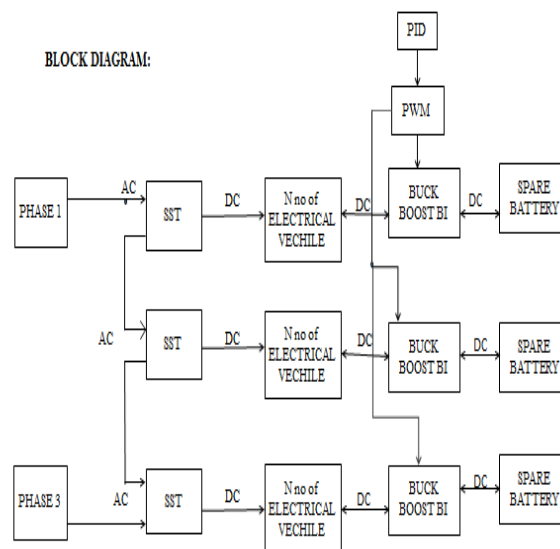 PID
BLOCK DIAGRAM:
PWM
PHASE 1
AC
SST
DC
N no of
ELECTRICAL
VECHILE
DC
BUCK
BOOST BI
DC
SPARE
BATTERY
AC
SST
DC
N no of
ELECTRICAL
VECHILE
DC
BUCK
BOOST BI
DC
SPARE
BATTERY
PHASE 3
AC
SST
DC
N no of
ELECTRICAL
VECHILE
DC
BUCK
BOOST BI
DC
SPARE
BATTERY